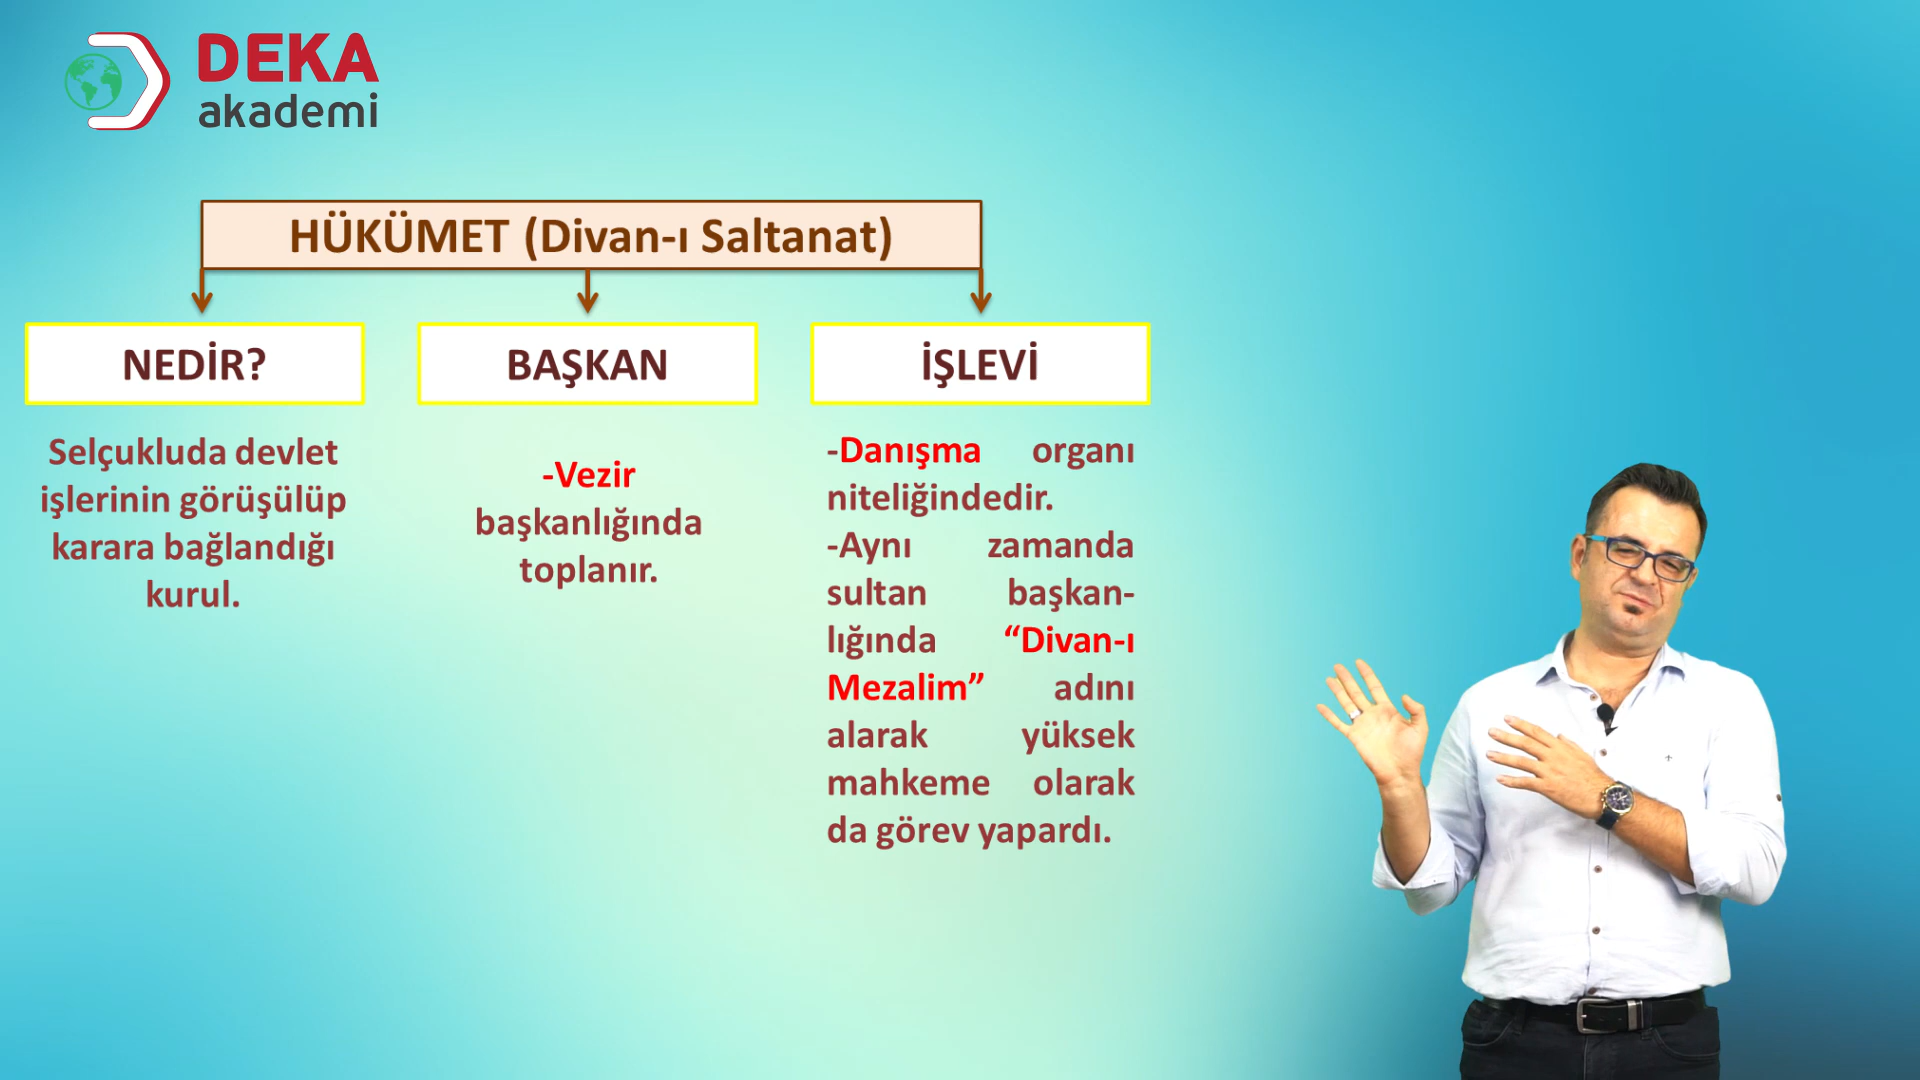 DEKA
akademi
HÜKÜMET (Divan-ı Saltanat)
NEDİR?
Selçukluda devlet
işlerinin görüşülüp
karara bağlandığı
kurul.
BAŞKAN
-Vezir
başkanlığında
toplanır.
İŞLEVİ
-Danışma organı
niteliğindedir.
-Aynı zamanda
sultan başkan-
lığında “Divan-ı
Mezalim” adını
alarak yüksek
mahkeme olarak
da görev yapardı.